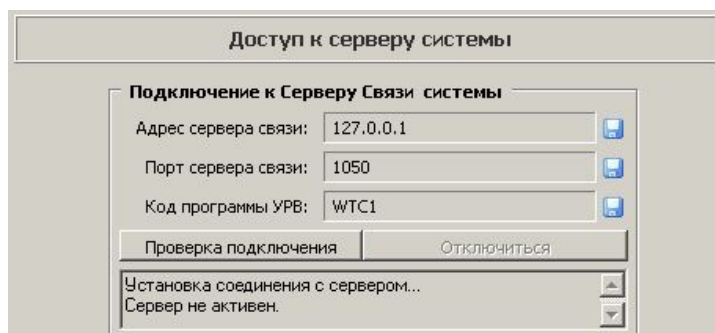 Доступ к серверу системы
Подключение к Серверу Связи системы
Адрес сервера связи: 127.0.0.1
Порт сервера связи: 1050
Код программы УРВ: WTC1
Проверка подключения Отключиться
Установка соединения с сервером...
Сервер не активен.